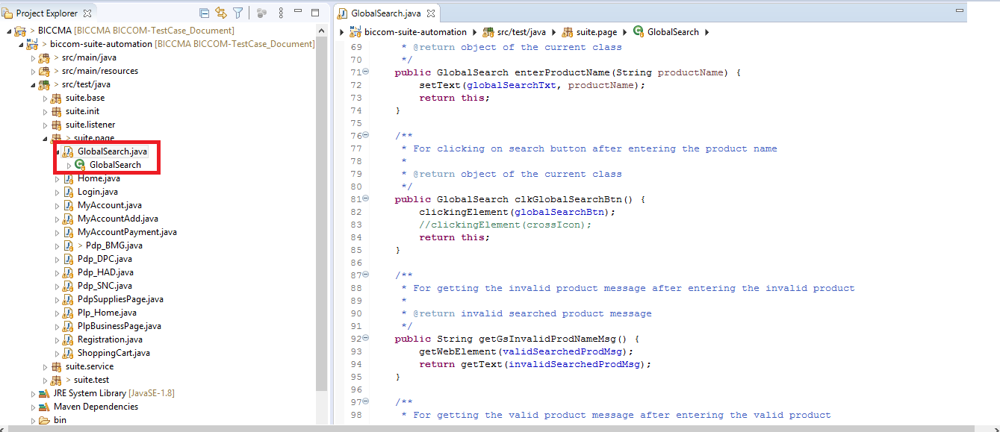 Project Explorer
BICCMA [BICCMA BICCOM-TestCase_Document]
> biccom-suite-automation [BICCMA BICCOM-TestCase_Document]
> src/main/java
> src/main/resources
> src/test/java
suite.base
suite.init
suite.listener
> suite.page
GlobalSearch.java
GlobalSearch
Home.java
Login.java
MyAccount.java
MyAccountAdd.java
MyAccountPayment.java
> Pdp_BMG.java
Pdp_DPC.java
Pdp_HAD.java
Pdp_SNC.java
PdpSuppliesPage.java
Plp_Home.java
PlpBusinessPage.java
Registration.java
ShoppingCart.java
suite.service
> suite.test
JRE System Library [JavaSE-1.8]
Maven Dependencies
bin
GlobalSearch.java
biccom-suite-automation src/test/java suite.page GlobalSearch
69 * @return object of the current class
70 */
71 public GlobalSearch enterProductName(String productName) {
72 setText(globalSearchTxt, productName);
73 return this;
74 }
75
76 /**
77 * For clicking on search button after entering the product name
78 *
79 * @return object of the current class
80 */
81 public GlobalSearch clkGlobalSearchBtn() {
82 clickingElement(globalSearchBtn);
83 //clickingElement(crossIcon);
84 return this;
85 }
86
87 /**
88 * For getting the invalid product message after entering the invalid product
89 *
90 * @return invalid searched product message
91 */
92 public String getGsInvalidProdNameMsg() {
93 getWebElement(validSearchedProdMsg);
94 return getText(invalidSearchedProdMsg);
95 }
96
97 /**
98 * For getting the valid product message after entering the valid product